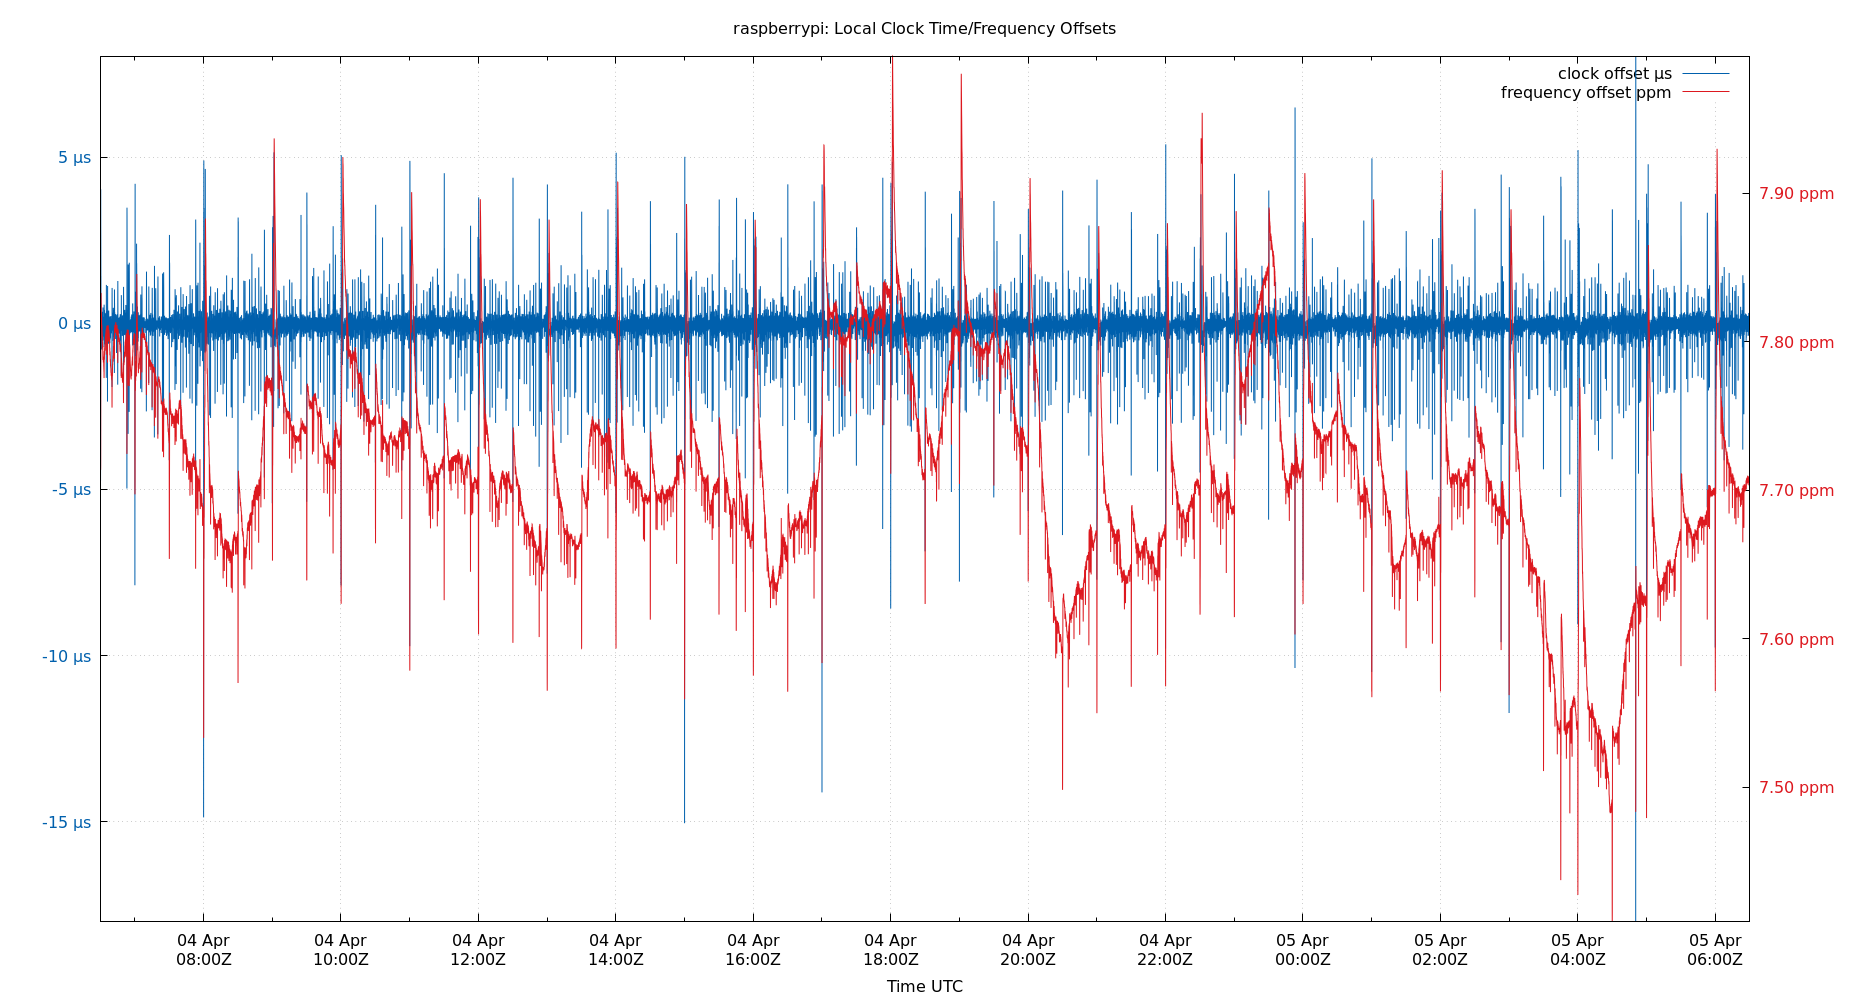 raspberrypi: Local Clock Time/Frequency Offsets
clock offset µs
frequency offset ppm
5 µs
0 µs
-5 µs
-10 µs
-15 µs
7.90 ppm
7.80 ppm
7.70 ppm
7.60 ppm
7.50 ppm
04 Apr 04 Apr 04 Apr 04 Apr 04 Apr 04 Apr 04 Apr 04 Apr 05 Apr 05 Apr 05 Apr 05 Apr
08:00Z 10:00Z 12:00Z 14:00Z 16:00Z 18:00Z 20:00Z 22:00Z 00:00Z 02:00Z 04:00Z 06:00Z
Time UTC